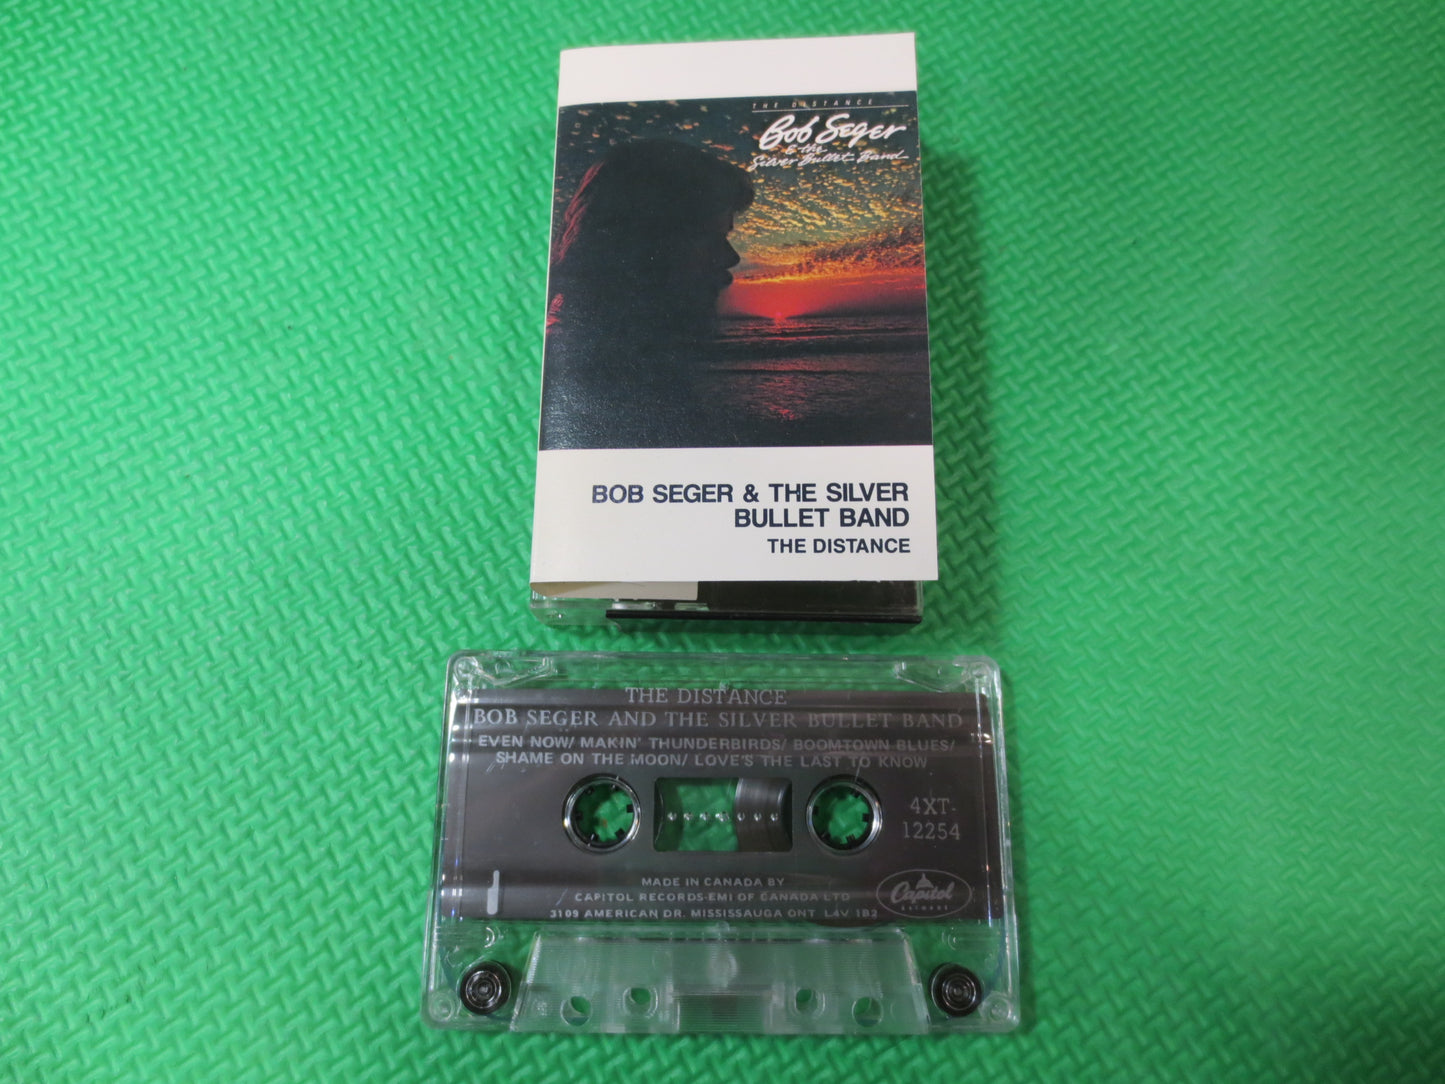 THE DISTANCE
Bob Seger
& the
Silver Bullet Band
BOB SEGER & THE SILVER
BULLET BAND
THE DISTANCE
THE DISTANCE
BOB SEGER AND THE SILVER BULLET BAND
EVEN NOW/ MAKIN' THUNDERBIRDS/ BOOMTOWN BLUES/
SHAME ON THE MOON/ LOVE'S THE LAST TO KNOW
4XT-
12254
1
MADE IN CANADA BY
CAPITOL RECORDS-EMI OF CANADA LTD
3109 AMERICAN DR. MISSISSAUGA ONT L4V 1B2
Capitol
RECORDS